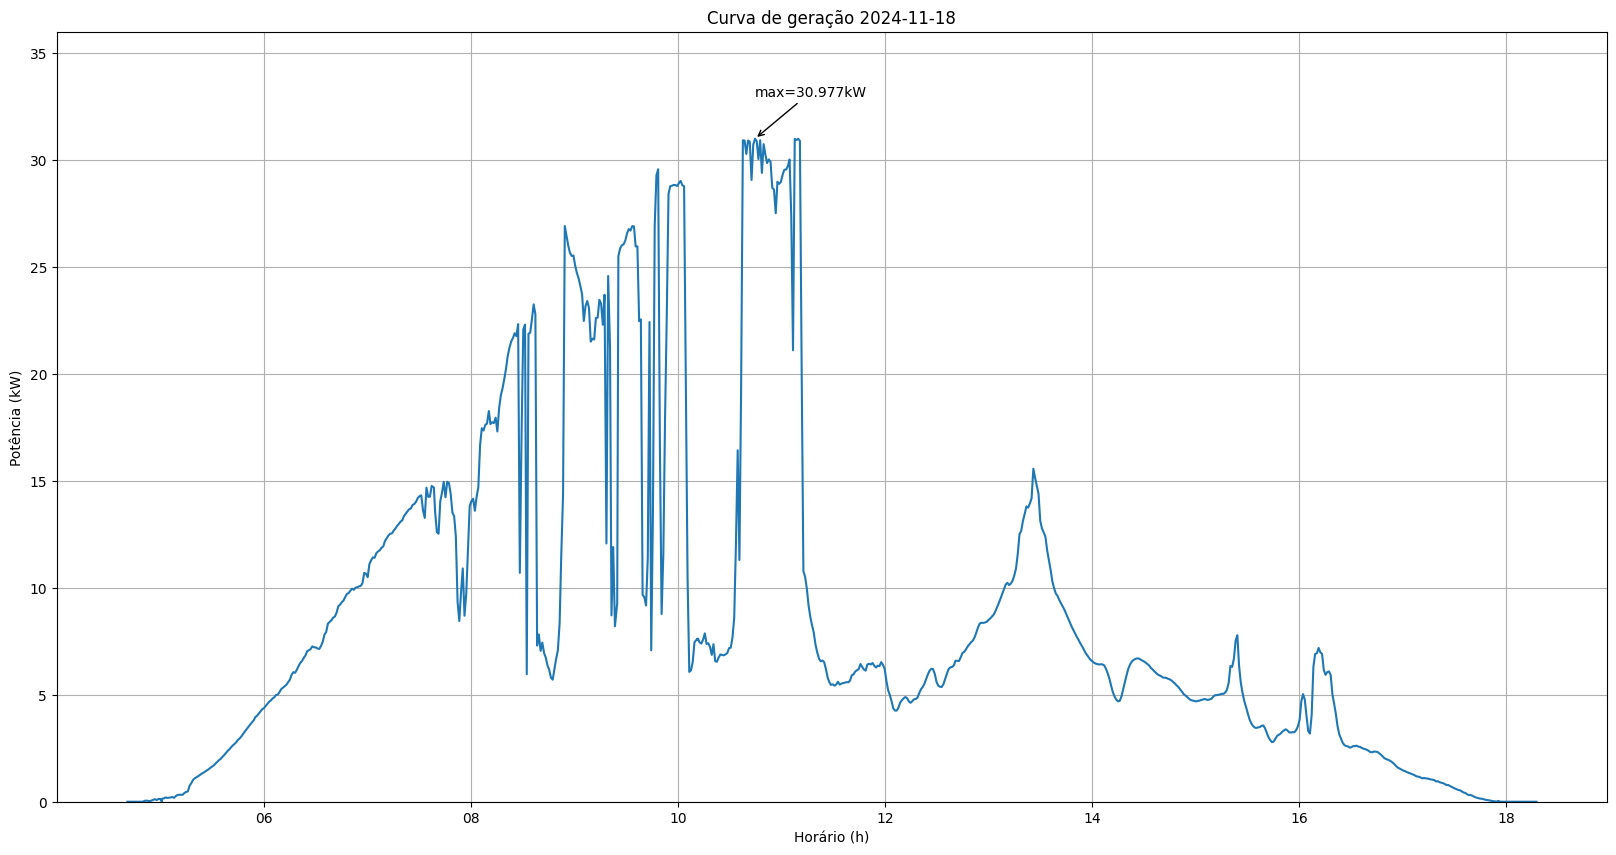 Curva de geração 2024-11-18
35
max=30.977kW
30
25
20
15
10
5
0
Potência (kW)
06 08 10 12 14 16 18
Horário (h)